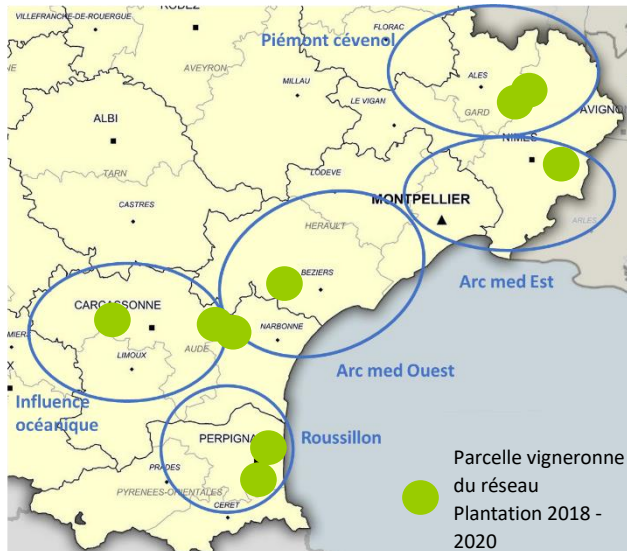 VILLEFRANCHE-DE-ROUERGUE
RODEZ
FLORAC
Piémont cévenol
AVEYRON
MILLAU
ALES
LE VIGAN
GARD
AVIGNON
ALBI
NIMES
TARN
LODEVE
MONTPELLIER
CASTRES
HERAULT
ARLES
BEZIERS
Arc med Est
CARCASSONNE
NARBONNE
AUDE
LIMOUX
Arc med Ouest
Influence
océanique
Roussillon
PERPIGNA
PRADES
PYRENEES-ORIENTALES
CERET
Parcelle vigneronne
du réseau
Plantation 2018 -
2020